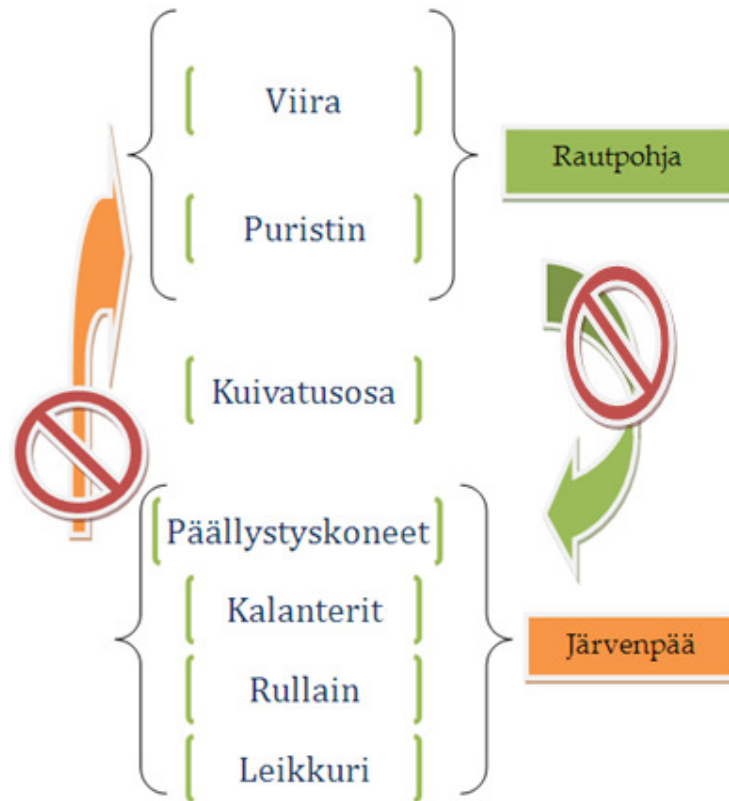 Viira
Rautpohja
Puristin
Kuivatusosa
Päällystyskoneet
Kalanterit
Järvenpää
Rullain
Leikkuri